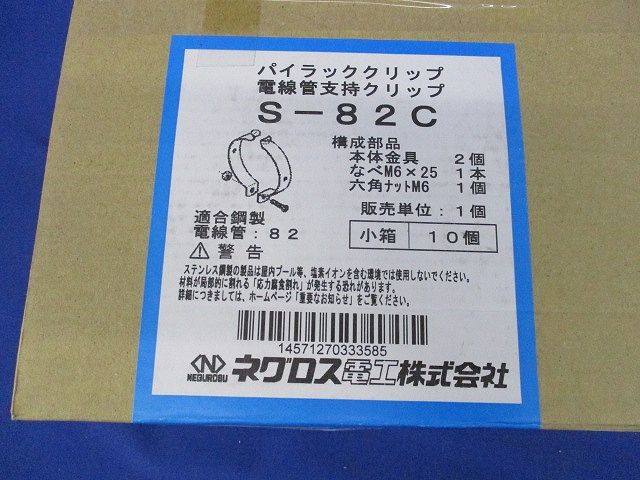 パイラッククリップ
電線管支持クリップ
S－82C
構成部品
本体金具 2個
なべM6×25 1本
六角ナットM6 1個
適合鋼製
電線管：82
販売単位：1個
小箱 10個
⚠警告
ステンレス鋼製の製品は屋内プール等、塩素イオンを含む環境では使用しないでください。
材料が局部的に割れる「応力腐食割れ」が発生する恐れがあります。
詳細につきましては、ホームページ「重要なお知らせ」をご覧ください。
14571270333585
NEGUROSU ネグロス電工株式会社